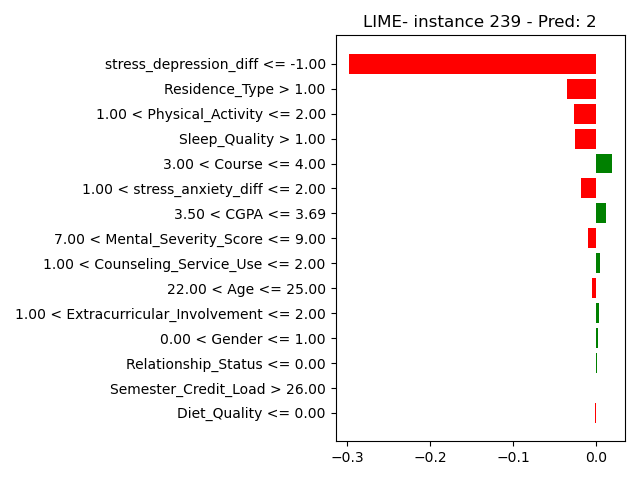 LIME- instance 239 - Pred: 2
stress_depression_diff <= -1.00
Residence_Type > 1.00
1.00 < Physical_Activity <= 2.00
Sleep_Quality > 1.00
3.00 < Course <= 4.00
1.00 < stress_anxiety_diff <= 2.00
3.50 < CGPA <= 3.69
7.00 < Mental_Severity_Score <= 9.00
1.00 < Counseling_Service_Use <= 2.00
22.00 < Age <= 25.00
1.00 < Extracurricular_Involvement <= 2.00
0.00 < Gender <= 1.00
Relationship_Status <= 0.00
Semester_Credit_Load > 26.00
Diet_Quality <= 0.00
−0.3 −0.2 −0.1 0.0